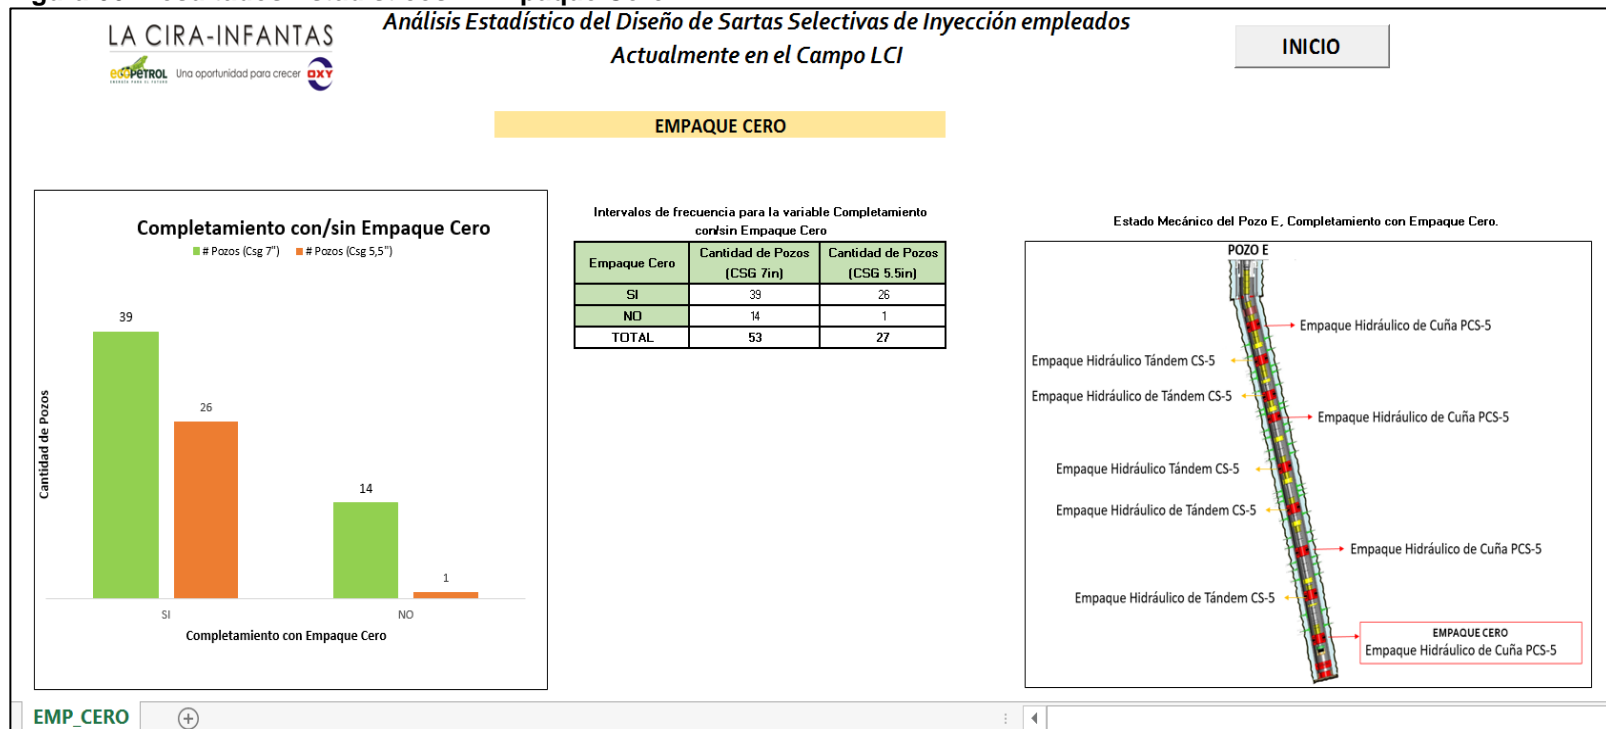 LA CIRA-INFANTAS
ecopetrol Una oportunidad para crecer OXY
Análisis Estadístico del Diseño de Sartas Selectivas de Inyección empleados
Actualmente en el Campo LCI
INICIO
EMPAQUE CERO
Completamiento con/sin Empaque Cero
# Pozos (Csg 7") # Pozos (Csg 5,5")
39
26
14
1
SI NO
Cantidad de Pozos
Completamiento con Empaque Cero
Intervalos de frecuencia para la variable Completamiento
con/sin Empaque Cero
Empaque Cero Cantidad de Pozos (CSG 7in) Cantidad de Pozos (CSG 5.5in)
SI 39 26
NO 14 1
TOTAL 53 27
Estado Mecánico del Pozo E, Completamiento con Empaque Cero.
POZO E
Empaque Hidráulico de Cuña PCS-5
Empaque Hidráulico Tándem CS-5
Empaque Hidráulico de Tándem CS-5
Empaque Hidráulico de Cuña PCS-5
Empaque Hidráulico Tándem CS-5
Empaque Hidráulico de Tándem CS-5
Empaque Hidráulico de Cuña PCS-5
Empaque Hidráulico de Tándem CS-5
EMPAQUE CERO
Empaque Hidráulico de Cuña PCS-5
EMP_CERO